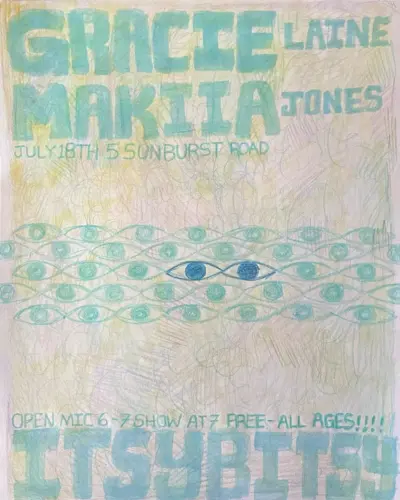 GRACIE LAINE
MAKIIA JONES
JULY 18TH 5 SUNBURST ROAD
OPEN MIC 6-7 SHOW AT 7 FREE-ALL AGES!!!!
ITSYBITSY